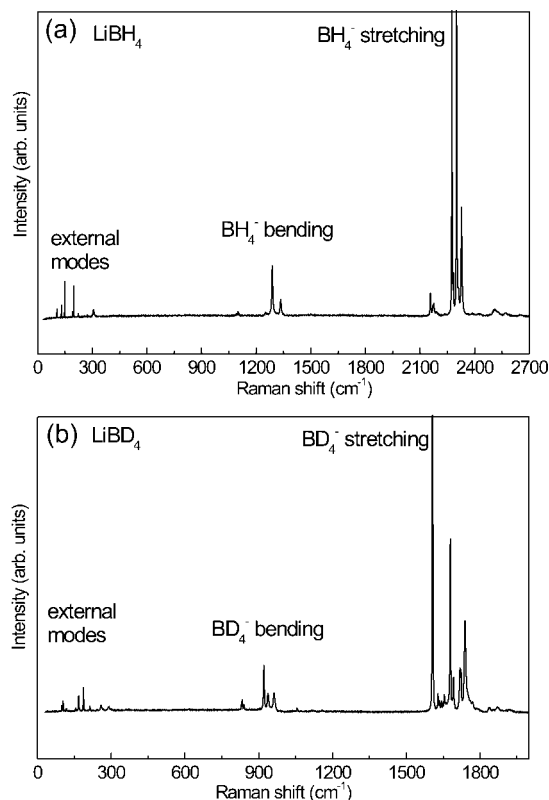 (a) LiBH₄ BH₄⁻ stretching
Intensity (arb. units)
external
modes
BH₄⁻ bending
0 300 600 900 1200 1500 1800 2100 2400 2700
Raman shift (cm⁻¹)
(b) LiBD₄ BD₄⁻ stretching
Intensity (arb. units)
external
modes
BD₄⁻ bending
0 300 600 900 1200 1500 1800
Raman shift (cm⁻¹)